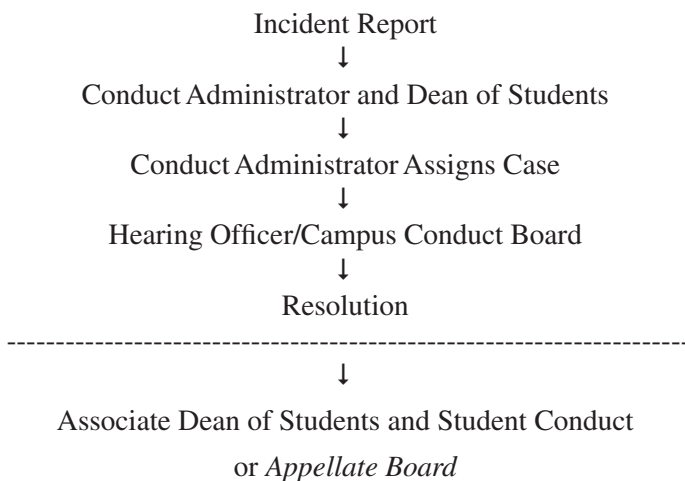 Incident Report
↓
Conduct Administrator and Dean of Students
↓
Conduct Administrator Assigns Case
↓
Hearing Officer/Campus Conduct Board
↓
Resolution
--------------------------------------------------------------------------------
↓
Associate Dean of Students and Student Conduct
or Appellate Board